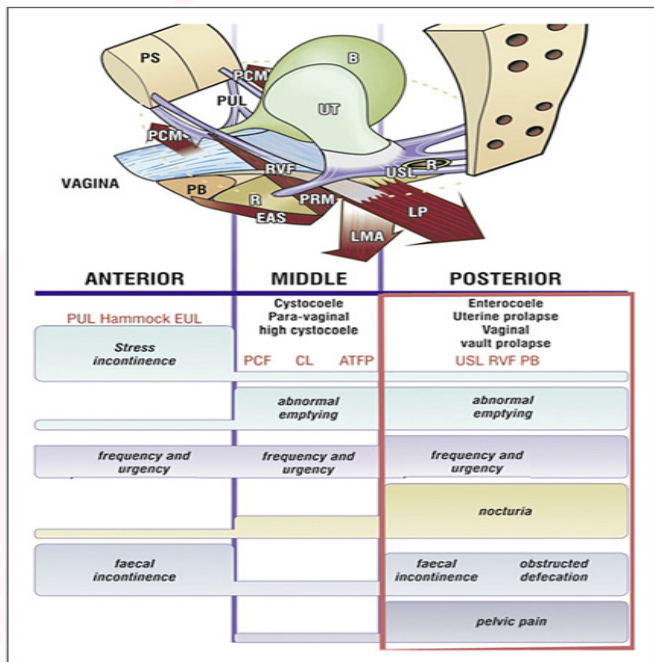 PS
PCM
B
PUL
UT
PCM
RVF
USL
R
VAGINA
PB
R
PRM
EAS
LP
LMA
ANTERIOR MIDDLE POSTERIOR
PUL Hammock EUL
Cystocoele
Para-vaginal
high cystocoele
PCF CL ATFP
Enterocoele
Uterine prolapse
Vaginal
vault prolapse
USL RVF PB
Stress
incontinence
abnormal
emptying
abnormal
emptying
frequency and
urgency
frequency and
urgency
frequency and
urgency
nocturia
faecal
incontinence
faecal
incontinence
obstructed
defecation
pelvic pain